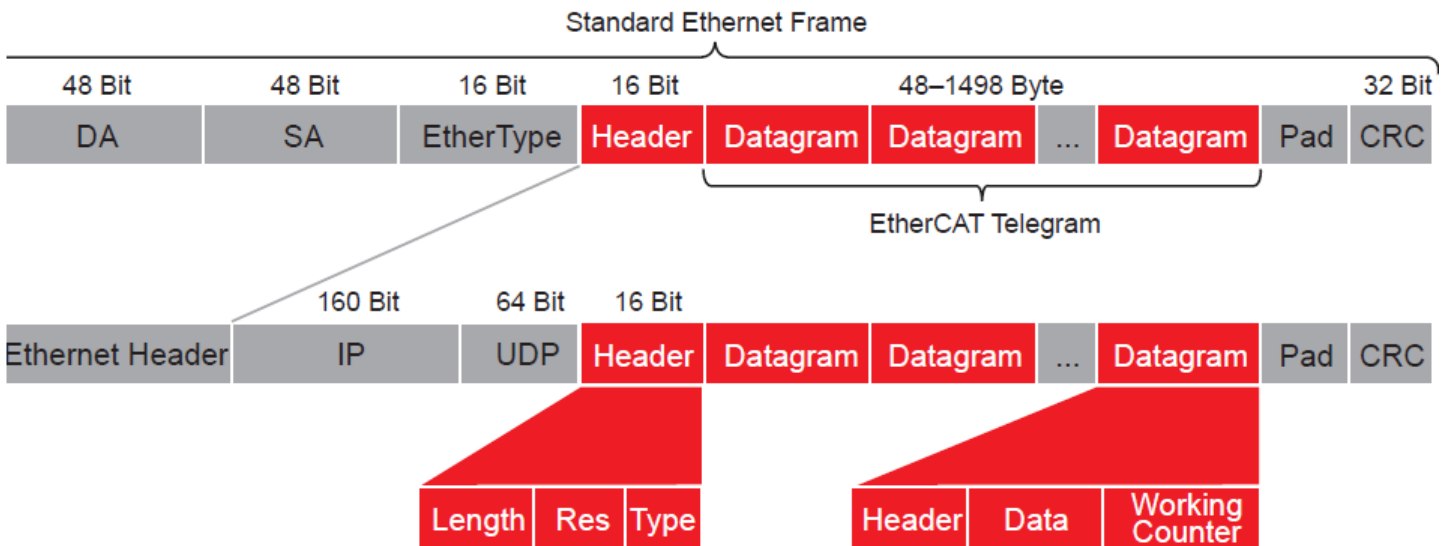 Standard Ethernet Frame
48 Bit 48 Bit 16 Bit 16 Bit 48–1498 Byte 32 Bit
DA SA EtherType Header Datagram Datagram ... Datagram Pad CRC
EtherCAT Telegram
160 Bit 64 Bit 16 Bit
Ethernet Header IP UDP Header Datagram Datagram ... Datagram Pad CRC
Length Res Type Header Data Working
Counter